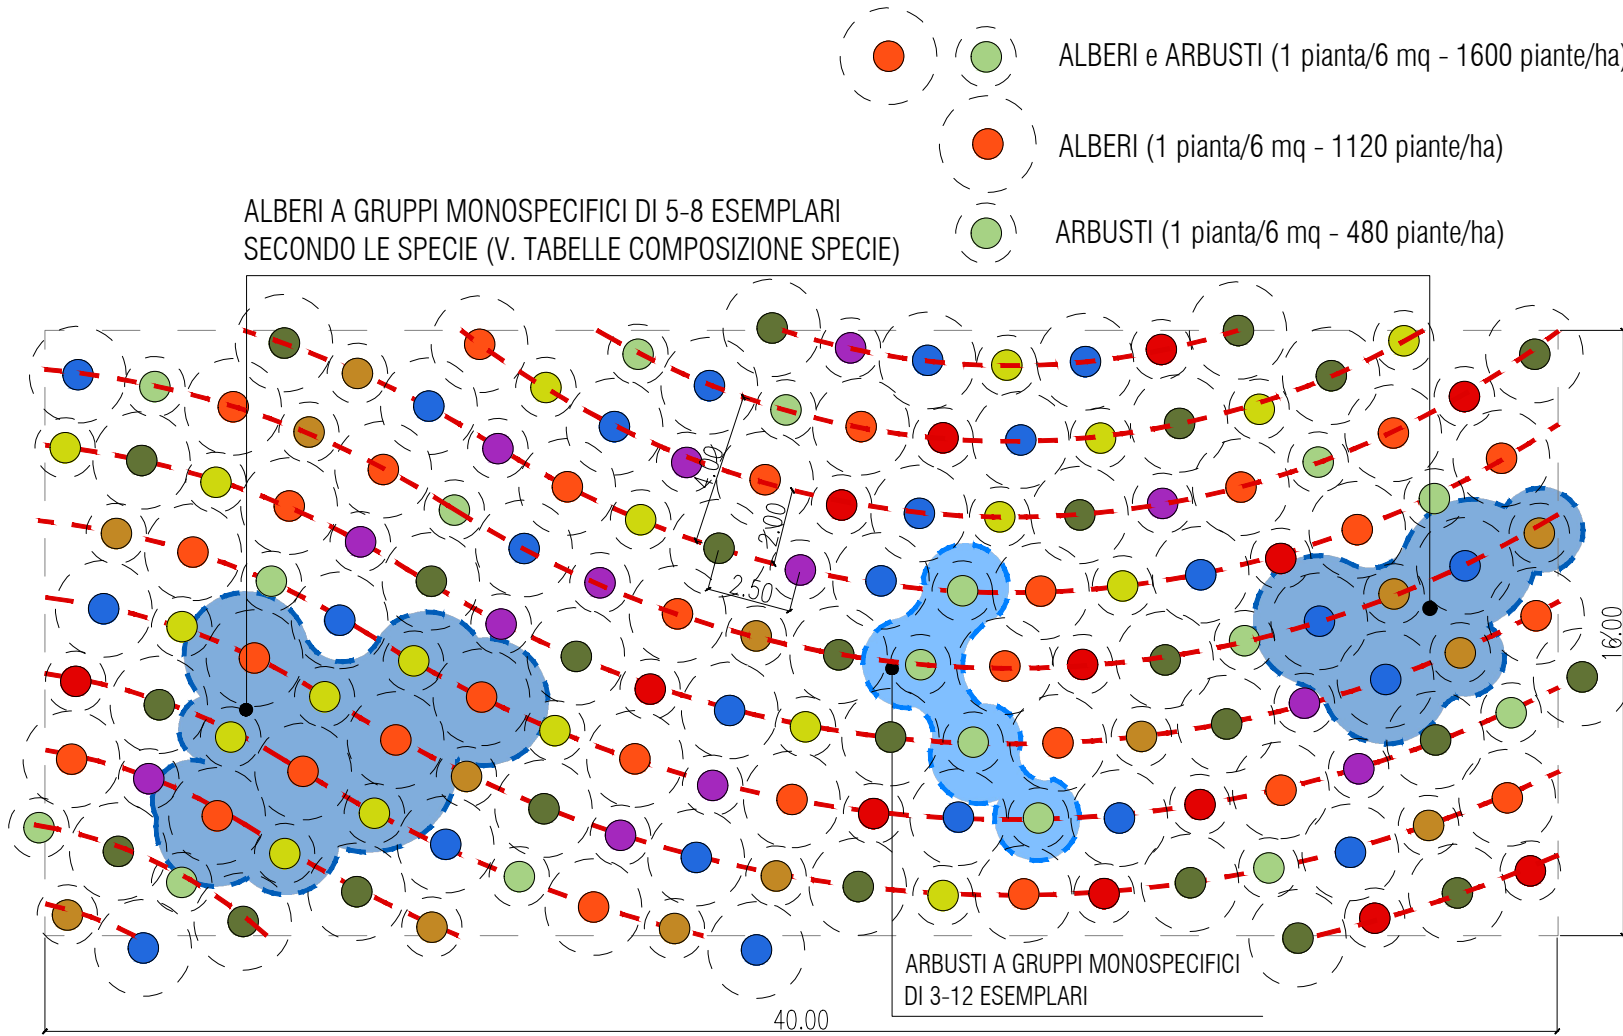 ALBERI e ARBUSTI (1 pianta/6 mq - 1600 piante/ha)
ALBERI (1 pianta/6 mq - 1120 piante/ha)
ARBUSTI (1 pianta/6 mq - 480 piante/ha)
ALBERI A GRUPPI MONOSPECIFICI DI 5-8 ESEMPLARI
SECONDO LE SPECIE (V. TABELLE COMPOSIZIONE SPECIE)
4.00
2.00
2.50
16.00
ARBUSTI A GRUPPI MONOSPECIFICI
DI 3-12 ESEMPLARI
40.00